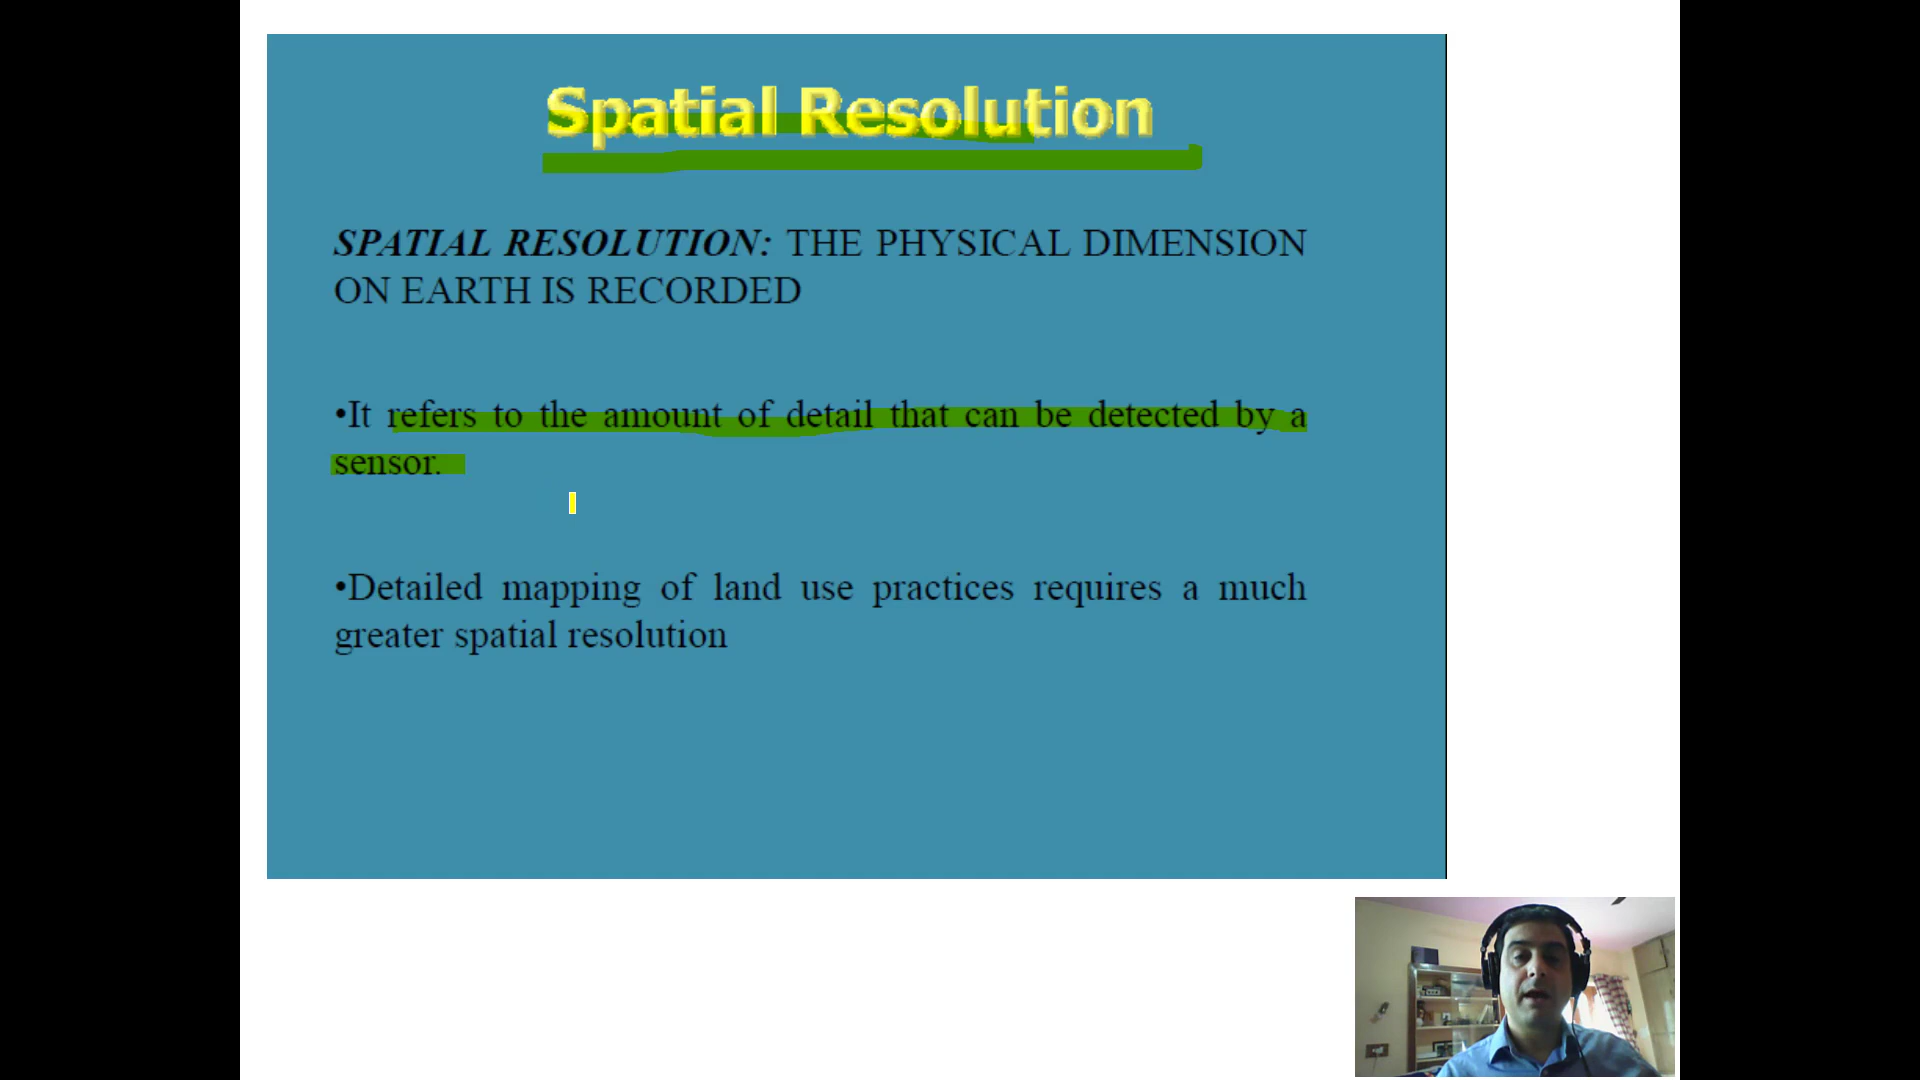 Spatial Resolution
SPATIAL RESOLUTION: THE PHYSICAL DIMENSION
ON EARTH IS RECORDED
•It refers to the amount of detail that can be detected by a
sensor.
•Detailed mapping of land use practices requires a much
greater spatial resolution